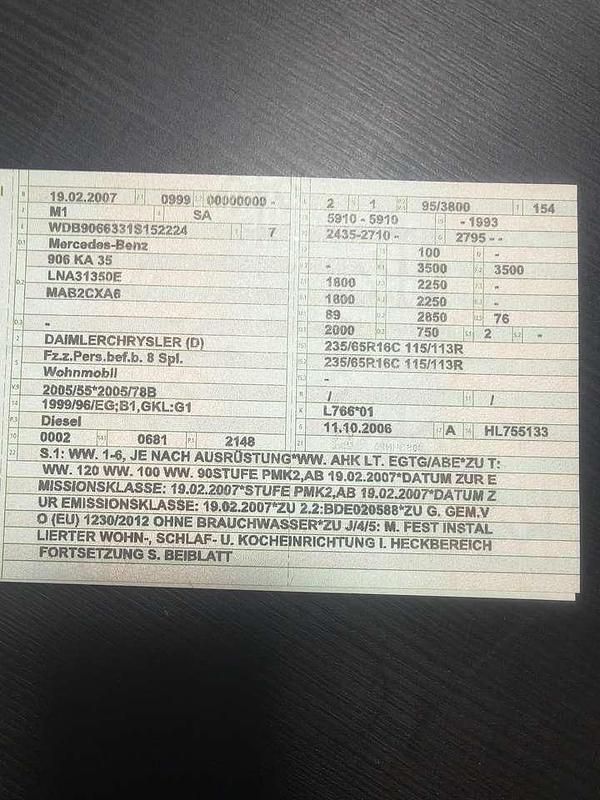 19.02.2007 0999 00000000 -
M1 SA
WDB9066331S152224 7
Mercedes-Benz
906 KA 35
LNA31350E
MAB2CXA6
-
DAIMLERCHRYSLER (D)
Fz.z.Pers.bef.b. 8 Spl.
Wohnmobil
2005/55*2005/78B
1999/96/EG;B1,GKL:G1
Diesel
0002 0681 2148
2 1 95/3800 154
5910 - 5910 - 1993
2435-2710 - 2795 - -
100 -
- 3500 3500
1800 2250 -
1800 2250 -
89 2850 76
2000 750 2 -
235/65R16C 115/113R
235/65R16C 115/113R
-
/ /
L766*01
11.10.2006 A HL755133
S.1: WW. 1-6, JE NACH AUSRÜSTUNG*WW. AHK LT. EGTG/ABE*ZU T:
WW. 120 WW. 100 WW. 90STUFE PMK2,AB 19.02.2007*DATUM ZUR E
MISSIONSKLASSE: 19.02.2007*STUFE PMK2,AB 19.02.2007*DATUM Z
UR EMISSIONSKLASSE: 19.02.2007*ZU 2.2:BDE020588*ZU G. GEM.V
O (EU) 1230/2012 OHNE BRAUCHWASSER*ZU J/4/5: M. FEST INSTAL
LIERTER WOHN-, SCHLAF- U. KOCHEINRICHTUNG I. HECKBEREICH
FORTSETZUNG S. BEIBLATT